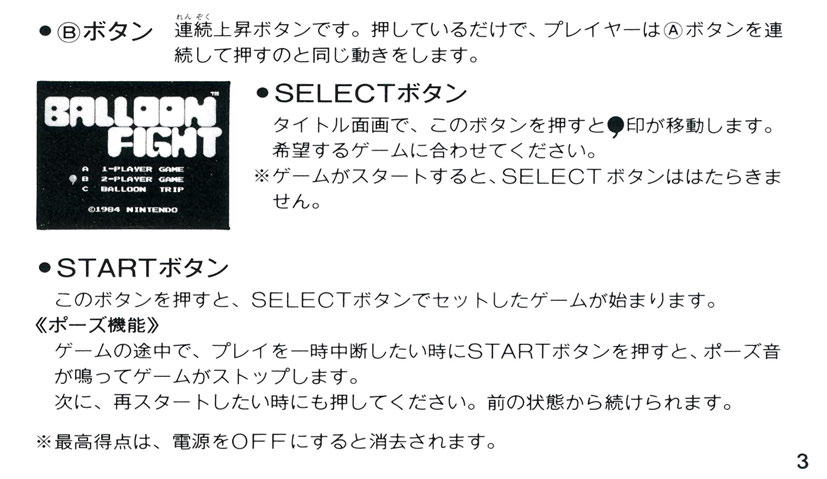 ●Ⓑボタン 連続上昇ボタンです。押しているだけで、プレイヤーはⒶボタンを連
れんぞく
続して押すのと同じ動きをします。
BALLOON
FIGHT
TM
A 1-PLAYER GAME
B 2-PLAYER GAME
C BALLOON TRIP
©1984 NINTENDO
●SELECTボタン
タイトル面画で、このボタンを押すと印が移動します。
希望するゲームに合わせてください。
※ゲームがスタートすると、SELECTボタンははたらきま
せん。
●STARTボタン
このボタンを押すと、SELECTボタンでセットしたゲームが始まります。
《ポーズ機能》
ゲームの途中で、プレイを一時中断したい時にSTARTボタンを押すと、ポーズ音
が鳴ってゲームがストップします。
次に、再スタートしたい時にも押してください。前の状態から続けられます。
※最高得点は、電源をOFFにすると消去されます。
3